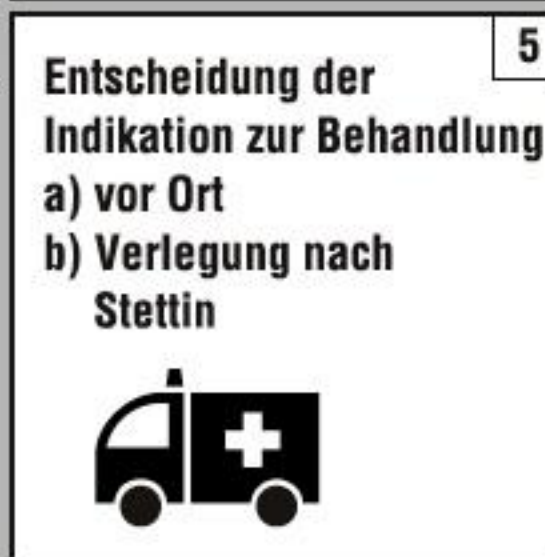 5
Entscheidung der
Indikation zur Behandlung
a) vor Ort
b) Verlegung nach
Stettin